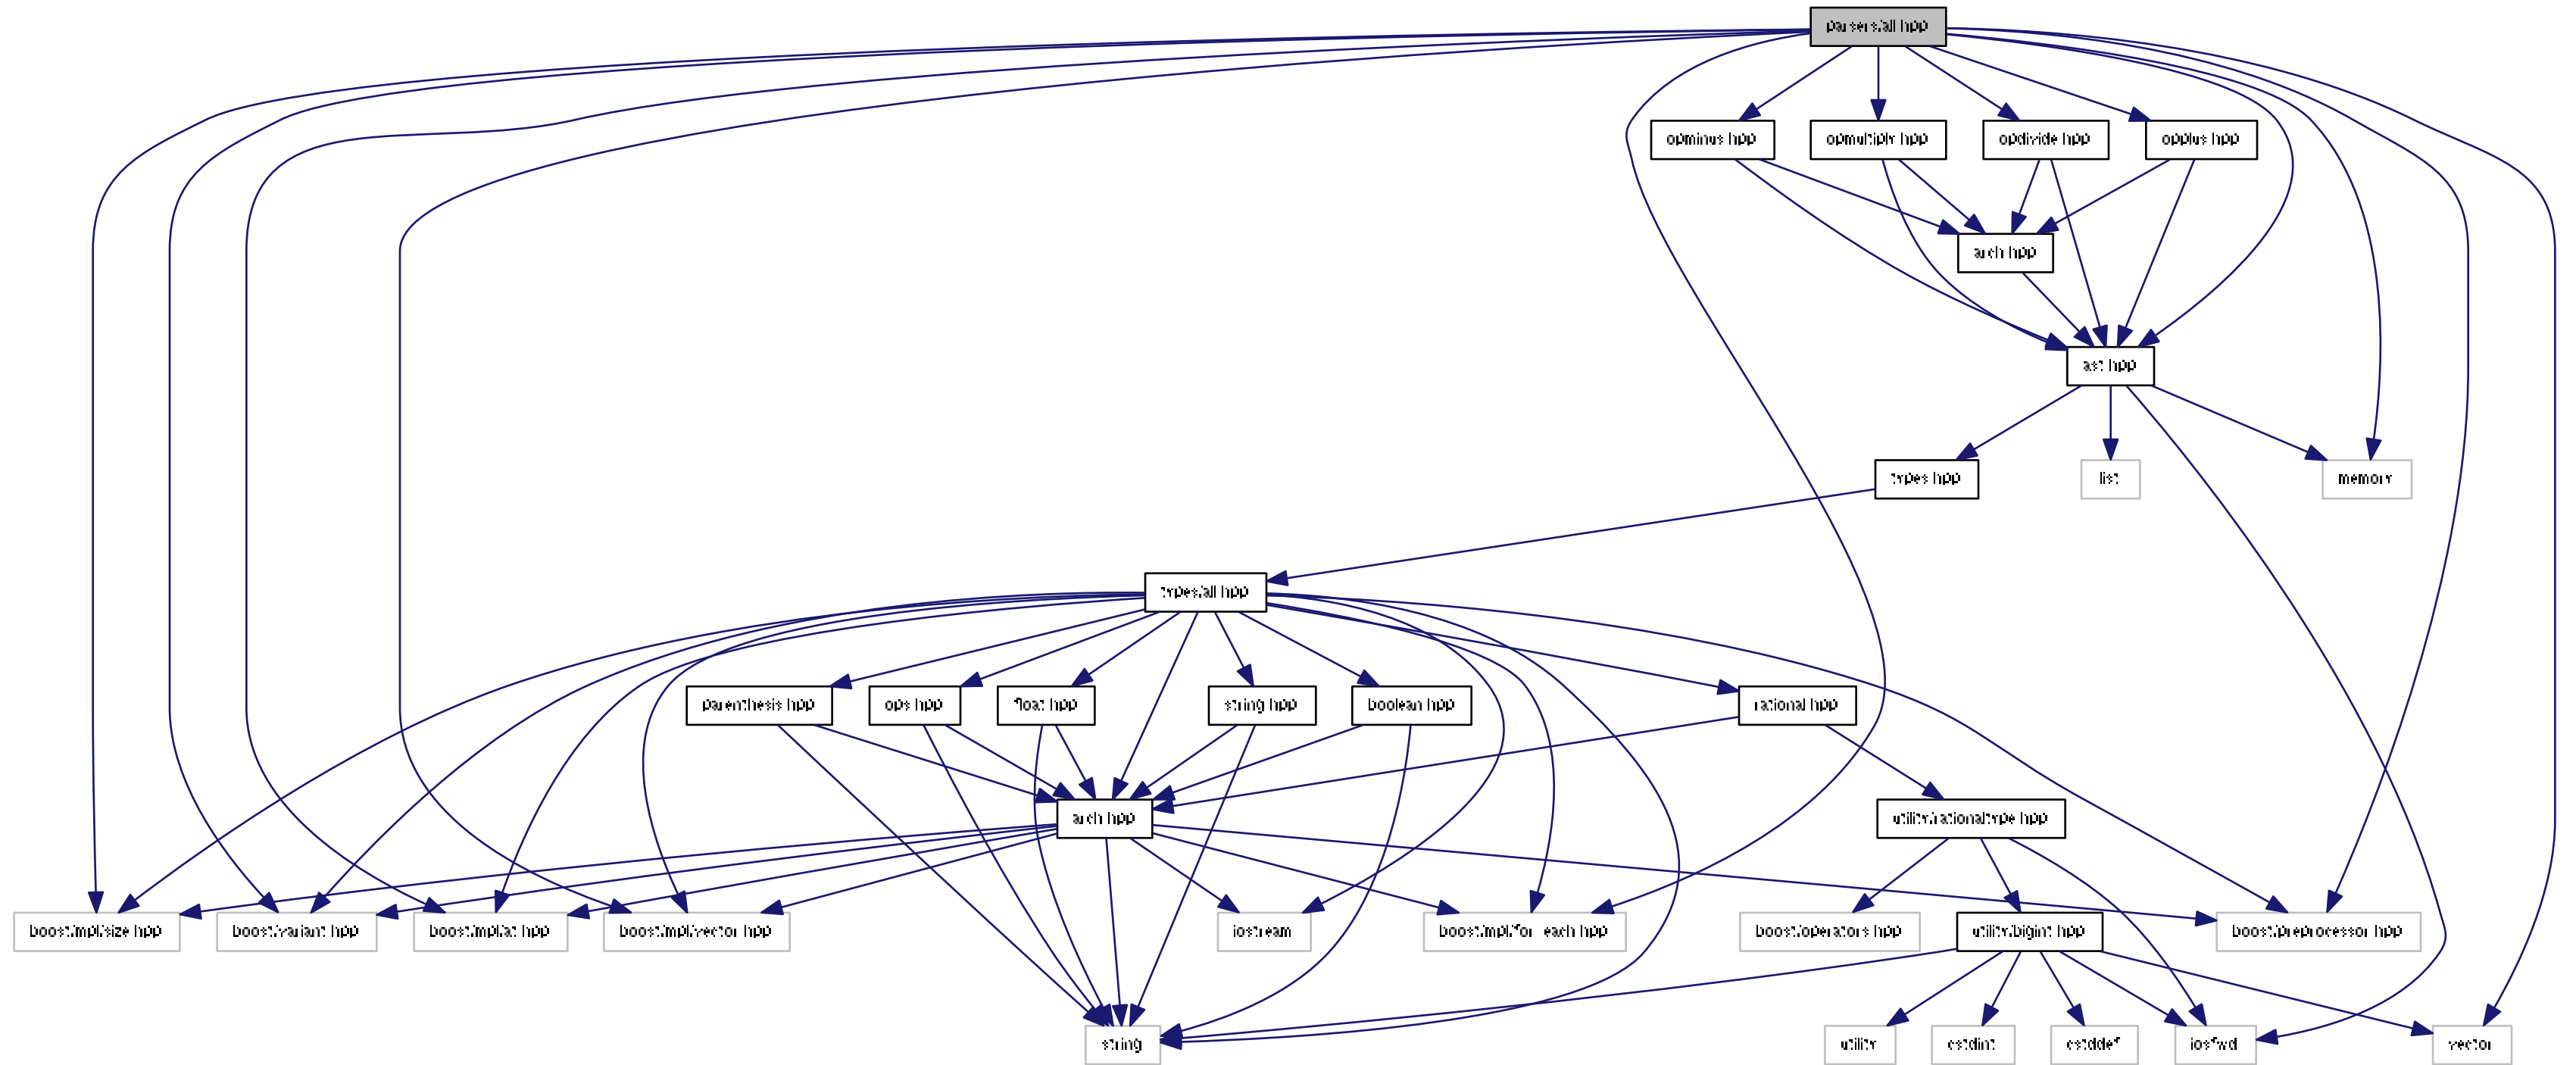 parsers/all.hpp
opminus.hpp
opmultiply.hpp
opdivide.hpp
opplus.hpp
arch.hpp
ast.hpp
types.hpp
list
memory
types/all.hpp
parenthesis.hpp
ops.hpp
float.hpp
string.hpp
boolean.hpp
rational.hpp
arch.hpp
utility/rationaltype.hpp
boost/mpl/size.hpp
boost/variant.hpp
boost/mpl/at.hpp
boost/mpl/vector.hpp
iostream
boost/mpl/for_each.hpp
boost/operators.hpp
utility/bigint.hpp
boost/preprocessor.hpp
string
utility
cstdint
cstddef
iosfwd
vector